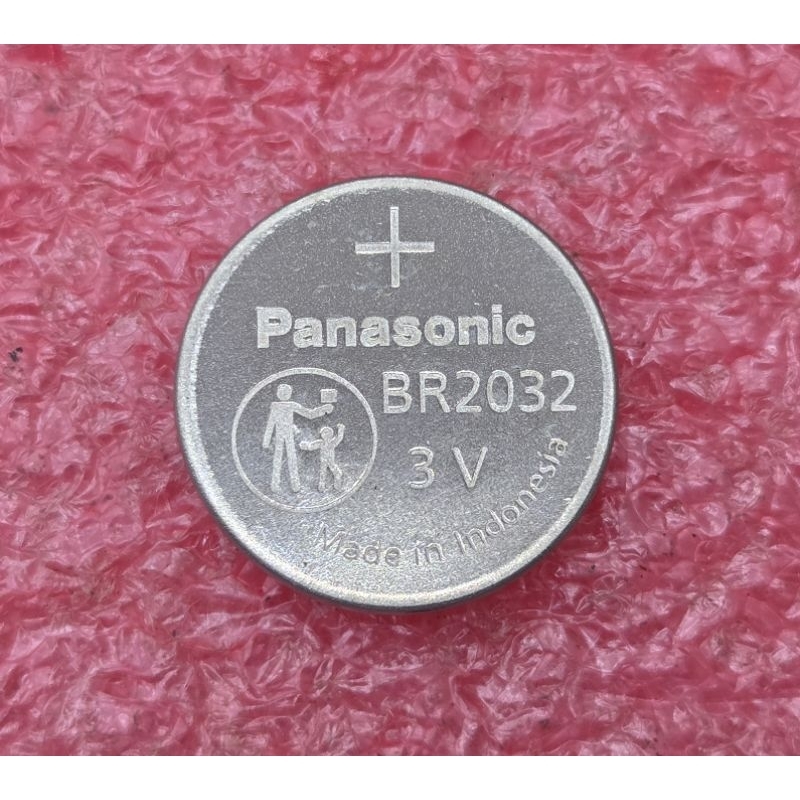 +
Panasonic
BR2032
3 V
Made in Indonesia